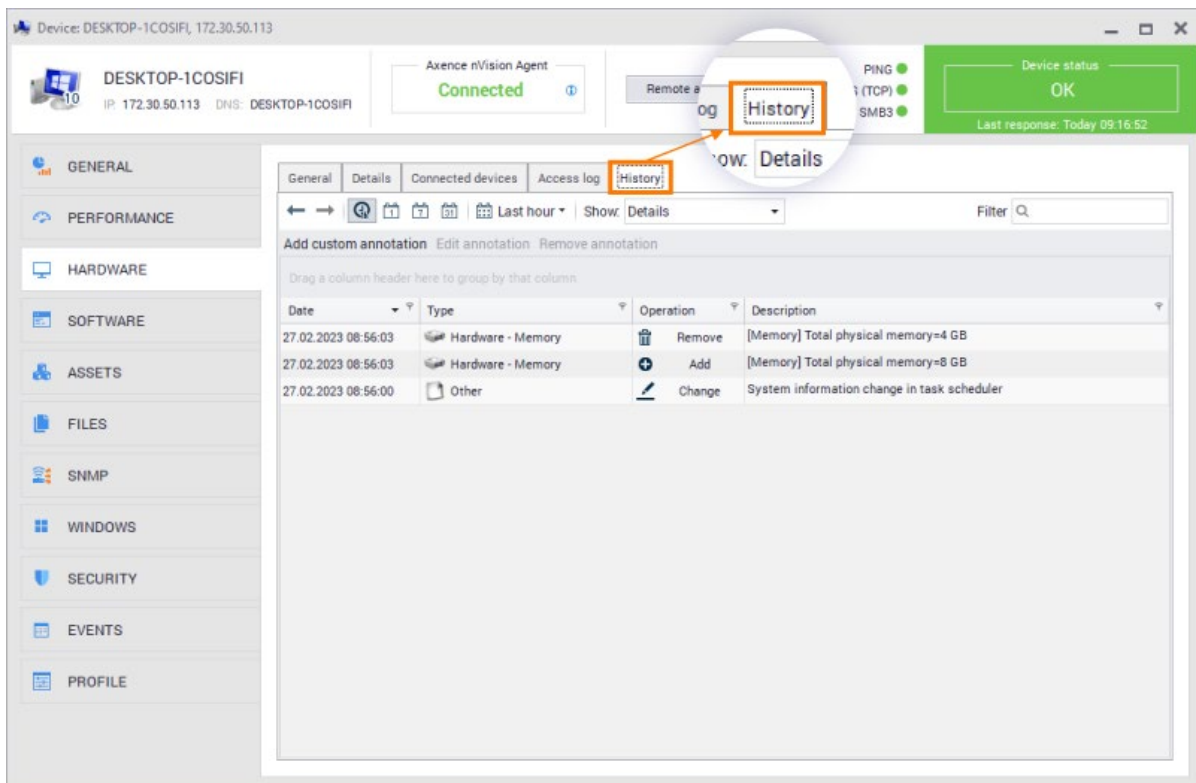 Device: DESKTOP-1COSIFI, 172.30.50.113
DESKTOP-1COSIFI
IP: 172.30.50.113 DNS: DESKTOP-1COSIFI
10
Axence nVision Agent
Connected
Remote a
PING
(TCP)
SMB3
Device status
OK
Last response: Today 09:16:52
og History
ow: Details
GENERAL
PERFORMANCE
HARDWARE
SOFTWARE
ASSETS
FILES
SNMP
WINDOWS
SECURITY
EVENTS
PROFILE
General Details Connected devices Access log History
1 7 31 Last hour Show: Details Filter
Add custom annotation Edit annotation Remove annotation
Drag a column header here to group by that column
Date Type Operation Description
27.02.2023 08:56:03 Hardware - Memory Remove [Memory] Total physical memory=4 GB
27.02.2023 08:56:03 Hardware - Memory Add [Memory] Total physical memory=8 GB
27.02.2023 08:56:00 Other Change System information change in task scheduler